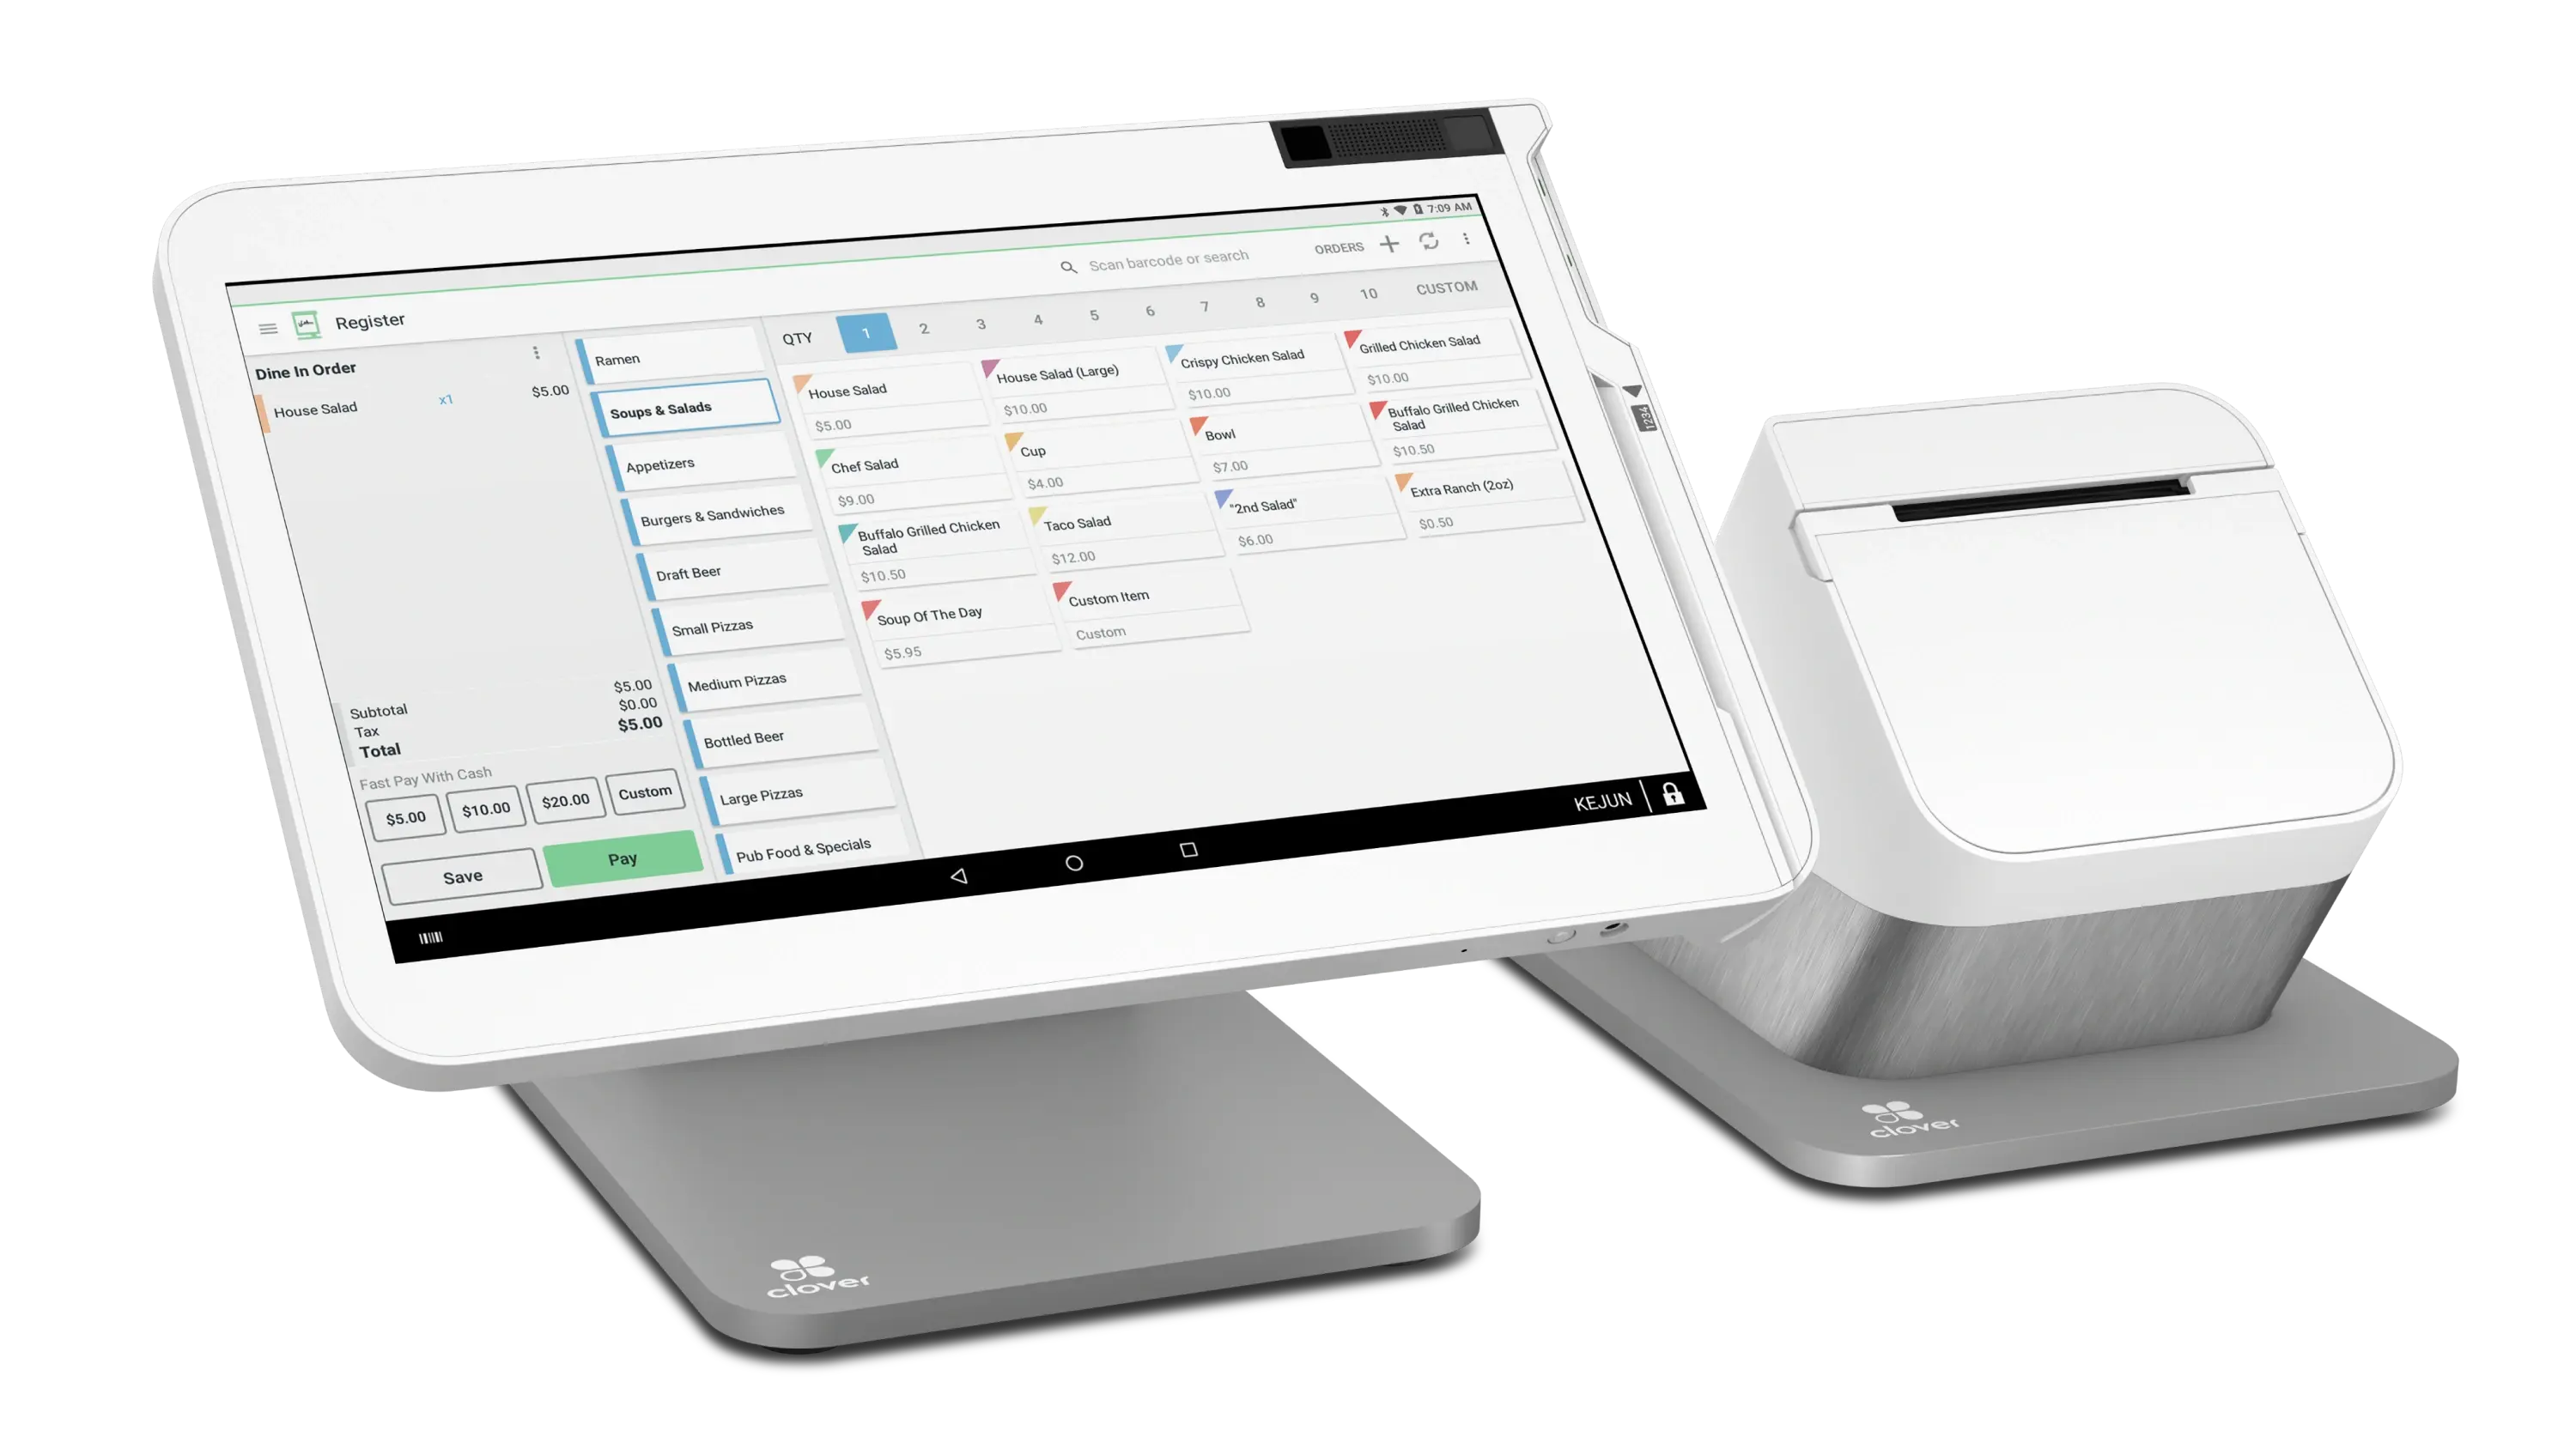 7:09 AM
Register
Scan barcode or search
ORDERS
Dine In Order
House Salad x1 $5.00
Subtotal $5.00
Tax $0.00
Total $5.00
Fast Pay With Cash
$5.00 $10.00 $20.00 Custom
Save Pay
Ramen
Soups & Salads
Appetizers
Burgers & Sandwiches
Draft Beer
Small Pizzas
Medium Pizzas
Bottled Beer
Large Pizzas
Pub Food & Specials
QTY 1 2 3 4 5 6 7 8 9 10 CUSTOM
House Salad
$5.00
House Salad (Large)
$10.00
Crispy Chicken Salad
$10.00
Grilled Chicken Salad
$10.00
Chef Salad
$9.00
Cup
$4.00
Bowl
$7.00
Buffalo Grilled Chicken
Salad
$10.50
Buffalo Grilled Chicken
Salad
$10.50
Taco Salad
$12.00
"2nd Salad"
$6.00
Extra Ranch (2oz)
$0.50
Soup Of The Day
$5.95
Custom Item
Custom
KEJUN
1234
clover
clover